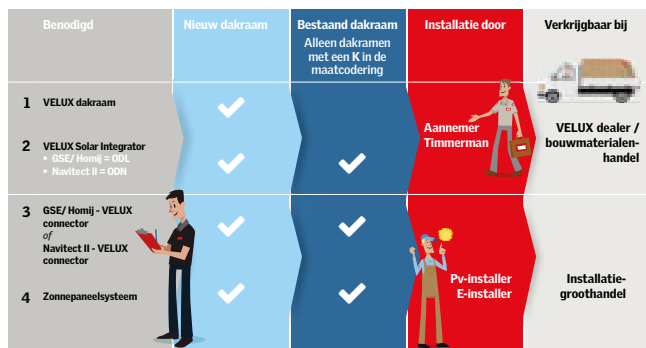 Benodigd
Nieuw dakraam
Bestaand dakraam
Alleen dakramen
met een K in de
maatcodering
Installatie door
Verkrijgbaar bij
1 VELUX dakraam
2 VELUX Solar Integrator
• GSE/ Homij = ODL
• Navitect II = ODN
Aannemer
Timmerman
VELUX dealer /
bouwmaterialen-
handel
3 GSE/ Homij - VELUX
connector
of
Navitect II - VELUX
connector
4 Zonnepaneelsysteem
Pv-installer
E-installer
Installatie-
groothandel